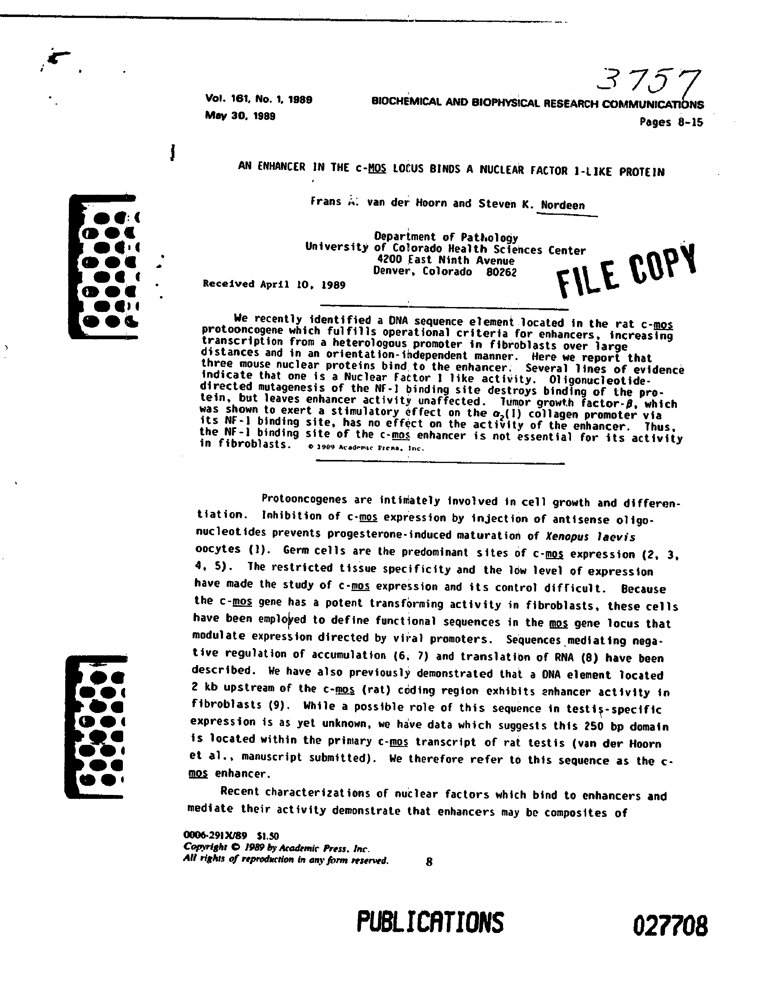 3757
Vol. 161, No. 1, 1989 BIOCHEMICAL AND BIOPHYSICAL RESEARCH COMMUNICATIONS
May 30, 1989 Pages 8-15
AN ENHANCER IN THE c-MOS LOCUS BINDS A NUCLEAR FACTOR 1-LIKE PROTEIN
Frans A. van der Hoorn and Steven K. Nordeen
Department of Pathology
University of Colorado Health Sciences Center
4200 East Ninth Avenue
Denver, Colorado 80262
FILE COPY
Received April 10, 1989
We recently identified a DNA sequence element located in the rat c-mos
protooncogene which fulfills operational criteria for enhancers, increasing
transcription from a heterologous promoter in fibroblasts over large
distances and in an orientation-independent manner. Here we report that
three mouse nuclear proteins bind to the enhancer. Several lines of evidence
indicate that one is a Nuclear Factor 1 like activity. Oligonucleotide-
directed mutagenesis of the NF-1 binding site destroys binding of the pro-
tein, but leaves enhancer activity unaffected. Tumor growth factor-β, which
was shown to exert a stimulatory effect on the α₂(1) collagen promoter via
its NF-1 binding site, has no effect on the activity of the enhancer. Thus,
the NF-1 binding site of the c-mos enhancer is not essential for its activity
in fibroblasts. © 1989 Academic Press, Inc.
Protooncogenes are intimately involved in cell growth and differen-
tiation. Inhibition of c-mos expression by injection of antisense oligo-
nucleotides prevents progesterone-induced maturation of Xenopus laevis
oocytes (1). Germ cells are the predominant sites of c-mos expression (2, 3,
4, 5). The restricted tissue specificity and the low level of expression
have made the study of c-mos expression and its control difficult. Because
the c-mos gene has a potent transforming activity in fibroblasts, these cells
have been employed to define functional sequences in the mos gene locus that
modulate expression directed by viral promoters. Sequences mediating nega-
tive regulation of accumulation (6, 7) and translation of RNA (8) have been
described. We have also previously demonstrated that a DNA element located
2 kb upstream of the c-mos (rat) coding region exhibits enhancer activity in
fibroblasts (9). While a possible role of this sequence in testis-specific
expression is as yet unknown, we have data which suggests this 250 bp domain
is located within the primary c-mos transcript of rat testis (van der Hoorn
et al., manuscript submitted). We therefore refer to this sequence as the c-
mos enhancer.
Recent characterizations of nuclear factors which bind to enhancers and
mediate their activity demonstrate that enhancers may be composites of
0006-291X/89 $1.50
Copyright © 1989 by Academic Press, Inc.
All rights of reproduction in any form reserved. 8
PUBLICATIONS 027708